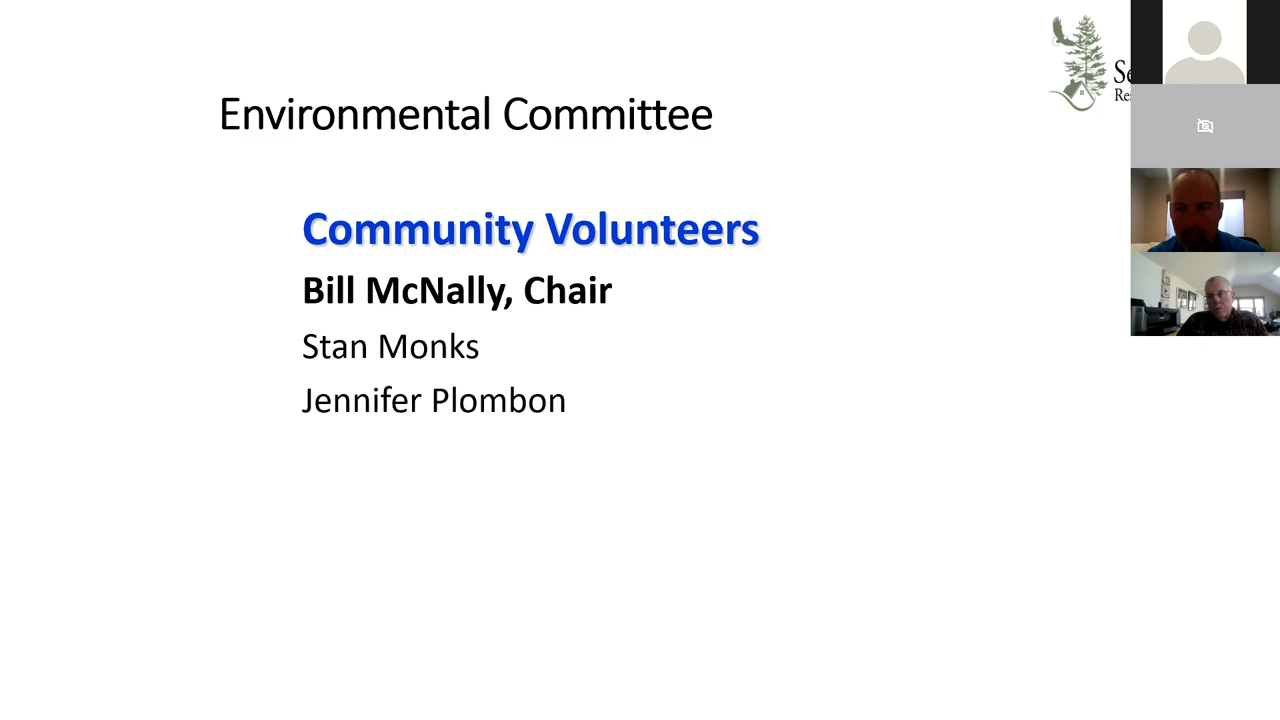 Environmental Committee
Community Volunteers
Bill McNally, Chair
Stan Monks
Jennifer Plombon